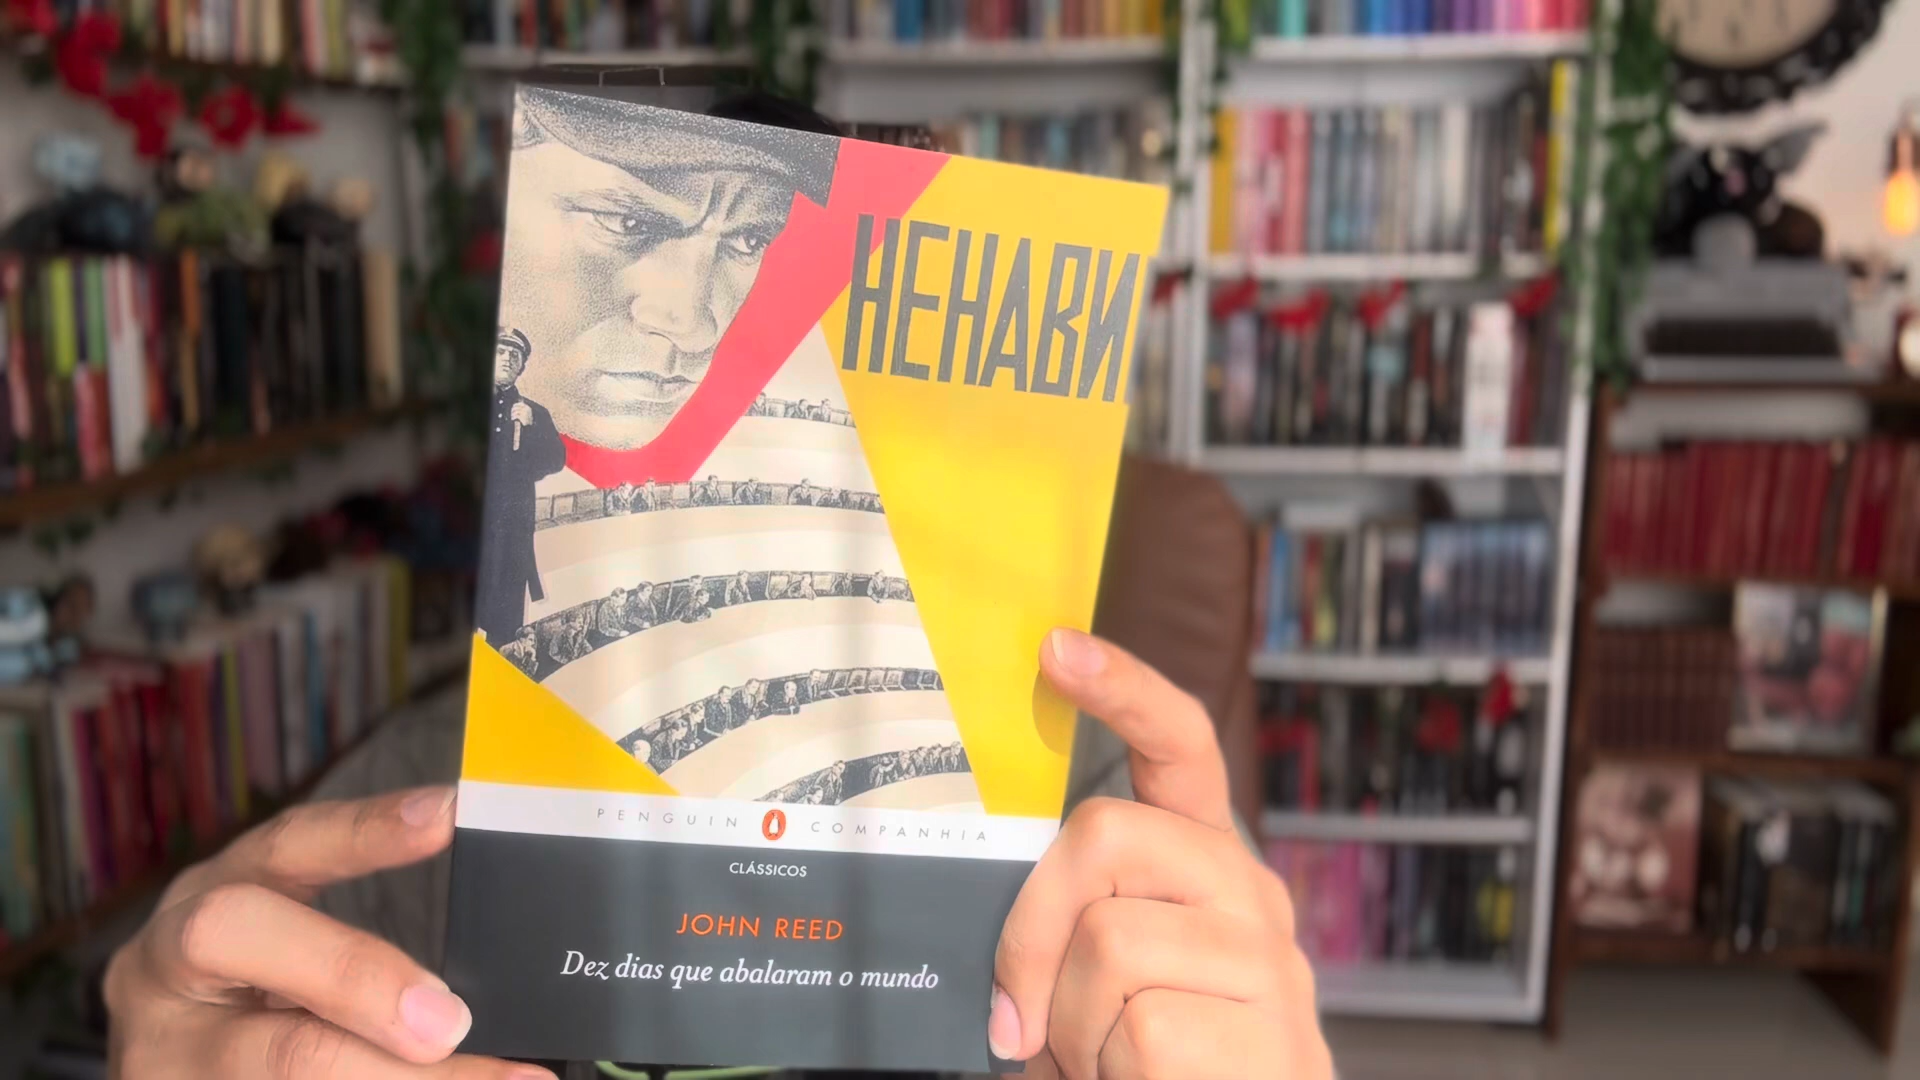 НЕНАВИ
PENGUIN COMPANHIA
CLÁSSICOS
JOHN REED
Dez dias que abalaram o mundo